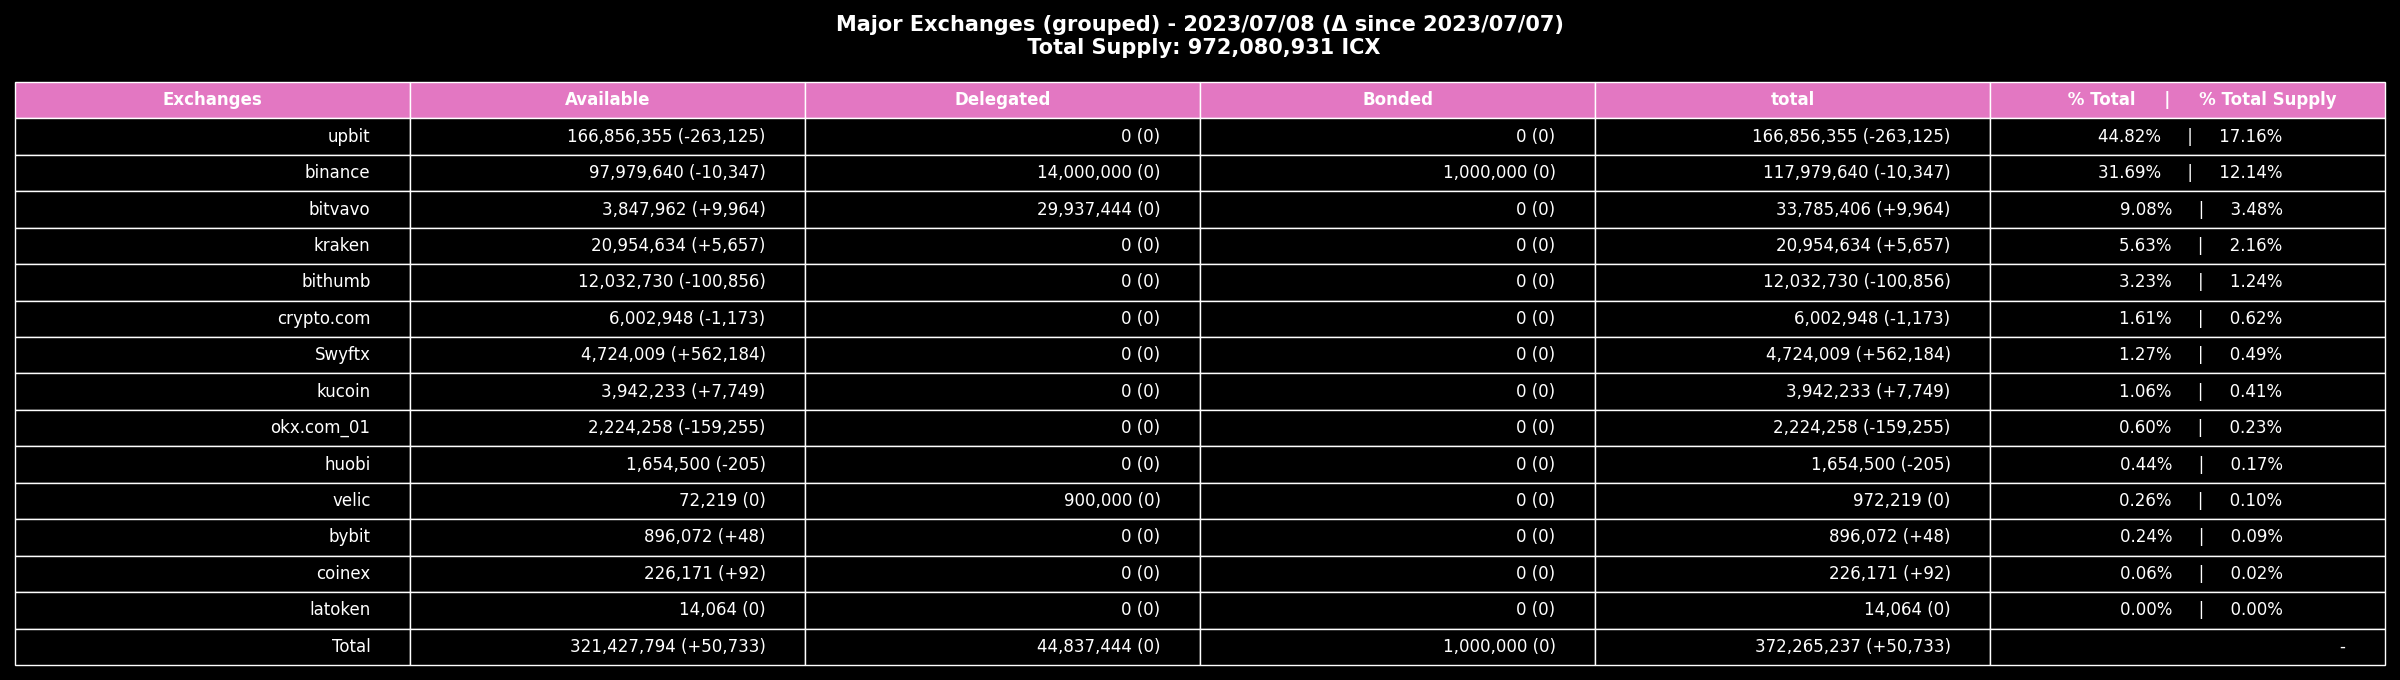 Major Exchanges (grouped) - 2023/07/08 (Δ since 2023/07/07)
Total Supply: 972,080,931 ICX
Exchanges Available Delegated Bonded total % Total | % Total Supply
upbit 166,856,355 (-263,125) 0 (0) 0 (0) 166,856,355 (-263,125) 44.82% | 17.16%
binance 97,979,640 (-10,347) 14,000,000 (0) 1,000,000 (0) 117,979,640 (-10,347) 31.69% | 12.14%
bitvavo 3,847,962 (+9,964) 29,937,444 (0) 0 (0) 33,785,406 (+9,964) 9.08% | 3.48%
kraken 20,954,634 (+5,657) 0 (0) 0 (0) 20,954,634 (+5,657) 5.63% | 2.16%
bithumb 12,032,730 (-100,856) 0 (0) 0 (0) 12,032,730 (-100,856) 3.23% | 1.24%
crypto.com 6,002,948 (-1,173) 0 (0) 0 (0) 6,002,948 (-1,173) 1.61% | 0.62%
Swyftx 4,724,009 (+562,184) 0 (0) 0 (0) 4,724,009 (+562,184) 1.27% | 0.49%
kucoin 3,942,233 (+7,749) 0 (0) 0 (0) 3,942,233 (+7,749) 1.06% | 0.41%
okx.com_01 2,224,258 (-159,255) 0 (0) 0 (0) 2,224,258 (-159,255) 0.60% | 0.23%
huobi 1,654,500 (-205) 0 (0) 0 (0) 1,654,500 (-205) 0.44% | 0.17%
velic 72,219 (0) 900,000 (0) 0 (0) 972,219 (0) 0.26% | 0.10%
bybit 896,072 (+48) 0 (0) 0 (0) 896,072 (+48) 0.24% | 0.09%
coinex 226,171 (+92) 0 (0) 0 (0) 226,171 (+92) 0.06% | 0.02%
latoken 14,064 (0) 0 (0) 0 (0) 14,064 (0) 0.00% | 0.00%
Total 321,427,794 (+50,733) 44,837,444 (0) 1,000,000 (0) 372,265,237 (+50,733) -